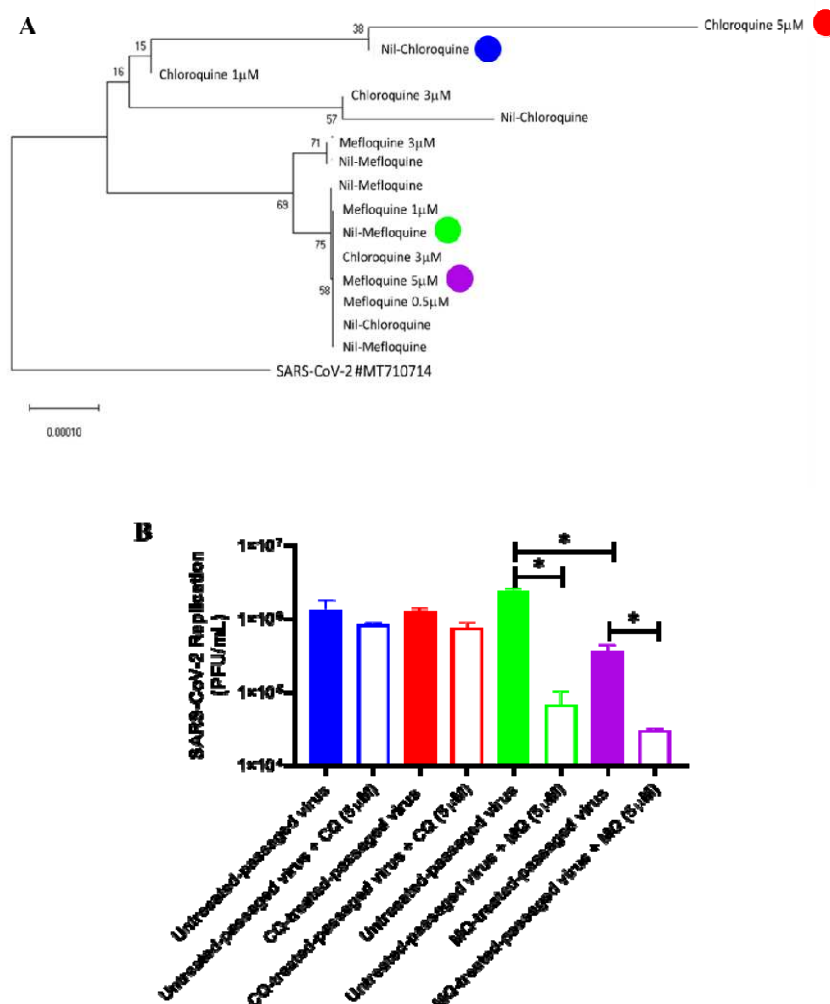 A
38
Chloroquine 5µM
15
Nil-Chloroquine
16
Chloroquine 1µM
Chloroquine 3µM
57
Nil-Chloroquine
71
Mefloquine 3µM
Nil-Mefloquine
69
Nil-Mefloquine
Mefloquine 1µM
75
Nil-Mefloquine
Chloroquine 3µM
58
Mefloquine 5µM
Mefloquine 0.5µM
Nil-Chloroquine
Nil-Mefloquine
SARS-CoV-2 #MT710714
0.00010
B
SARS-CoV-2 Replication
(PFU/mL)
1×10⁷
1×10⁶
1×10⁵
1×10⁴
*
*
*
Untreated-passaged virus
Untreated-passaged virus + CQ (5µM)
CQ-treated-passaged virus
CQ-treated-passaged virus + CQ (5µM)
Untreated-passaged virus
Untreated-passaged virus + MQ (5µM)
MQ-treated-passaged virus
MQ-treated-passaged virus + MQ (5µM)